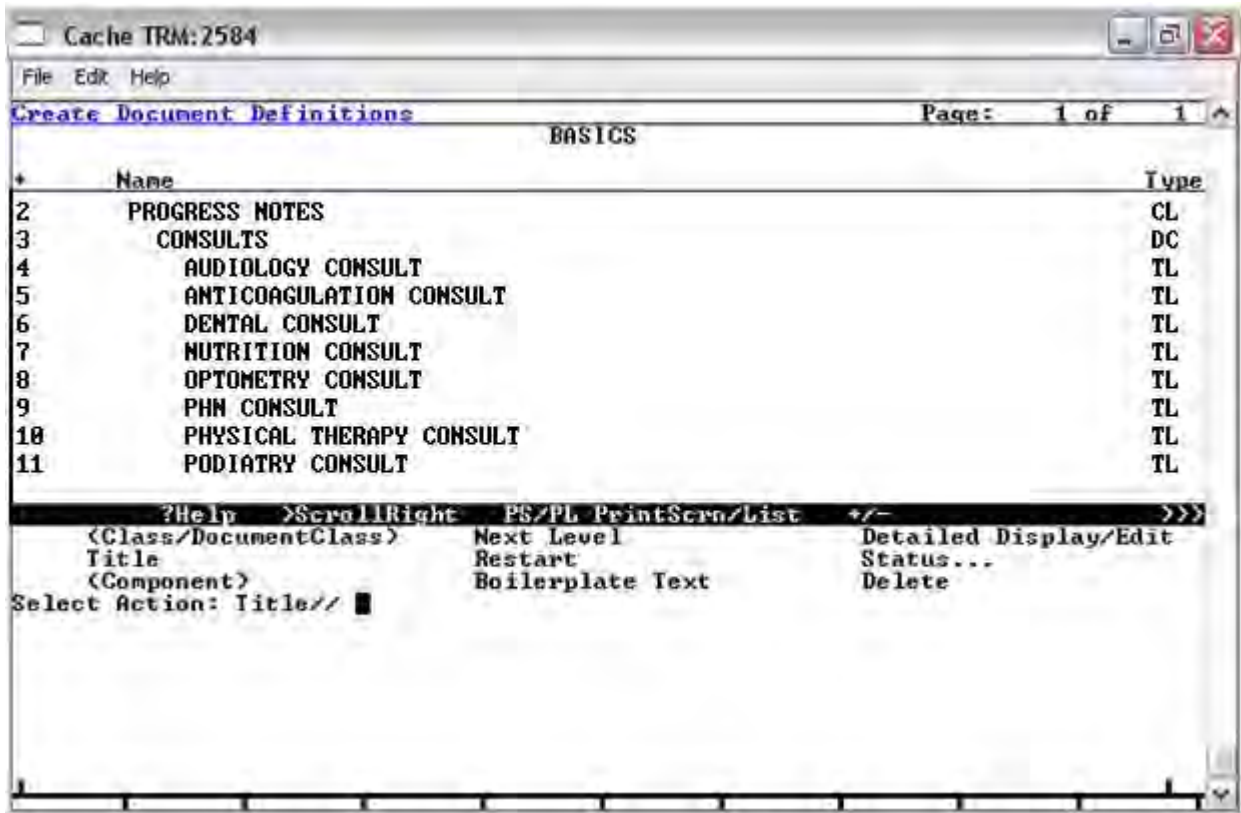 Cache TRM:2584
File Edit Help
Create Document Definitions Page: 1 of 1
BASICS
+ Name Type
2 PROGRESS NOTES CL
3 CONSULTS DC
4 AUDIOLOGY CONSULT TL
5 ANTICOAGULATION CONSULT TL
6 DENTAL CONSULT TL
7 NUTRITION CONSULT TL
8 OPTOMETRY CONSULT TL
9 PHN CONSULT TL
10 PHYSICAL THERAPY CONSULT TL
11 PODIATRY CONSULT TL
?Help >ScrollRight PS/PL PrintScrn/List +/- >>>
<Class/DocumentClass> Next Level Detailed Display/Edit
Title Restart Status...
<Component> Boilerplate Text Delete
Select Action: Title//